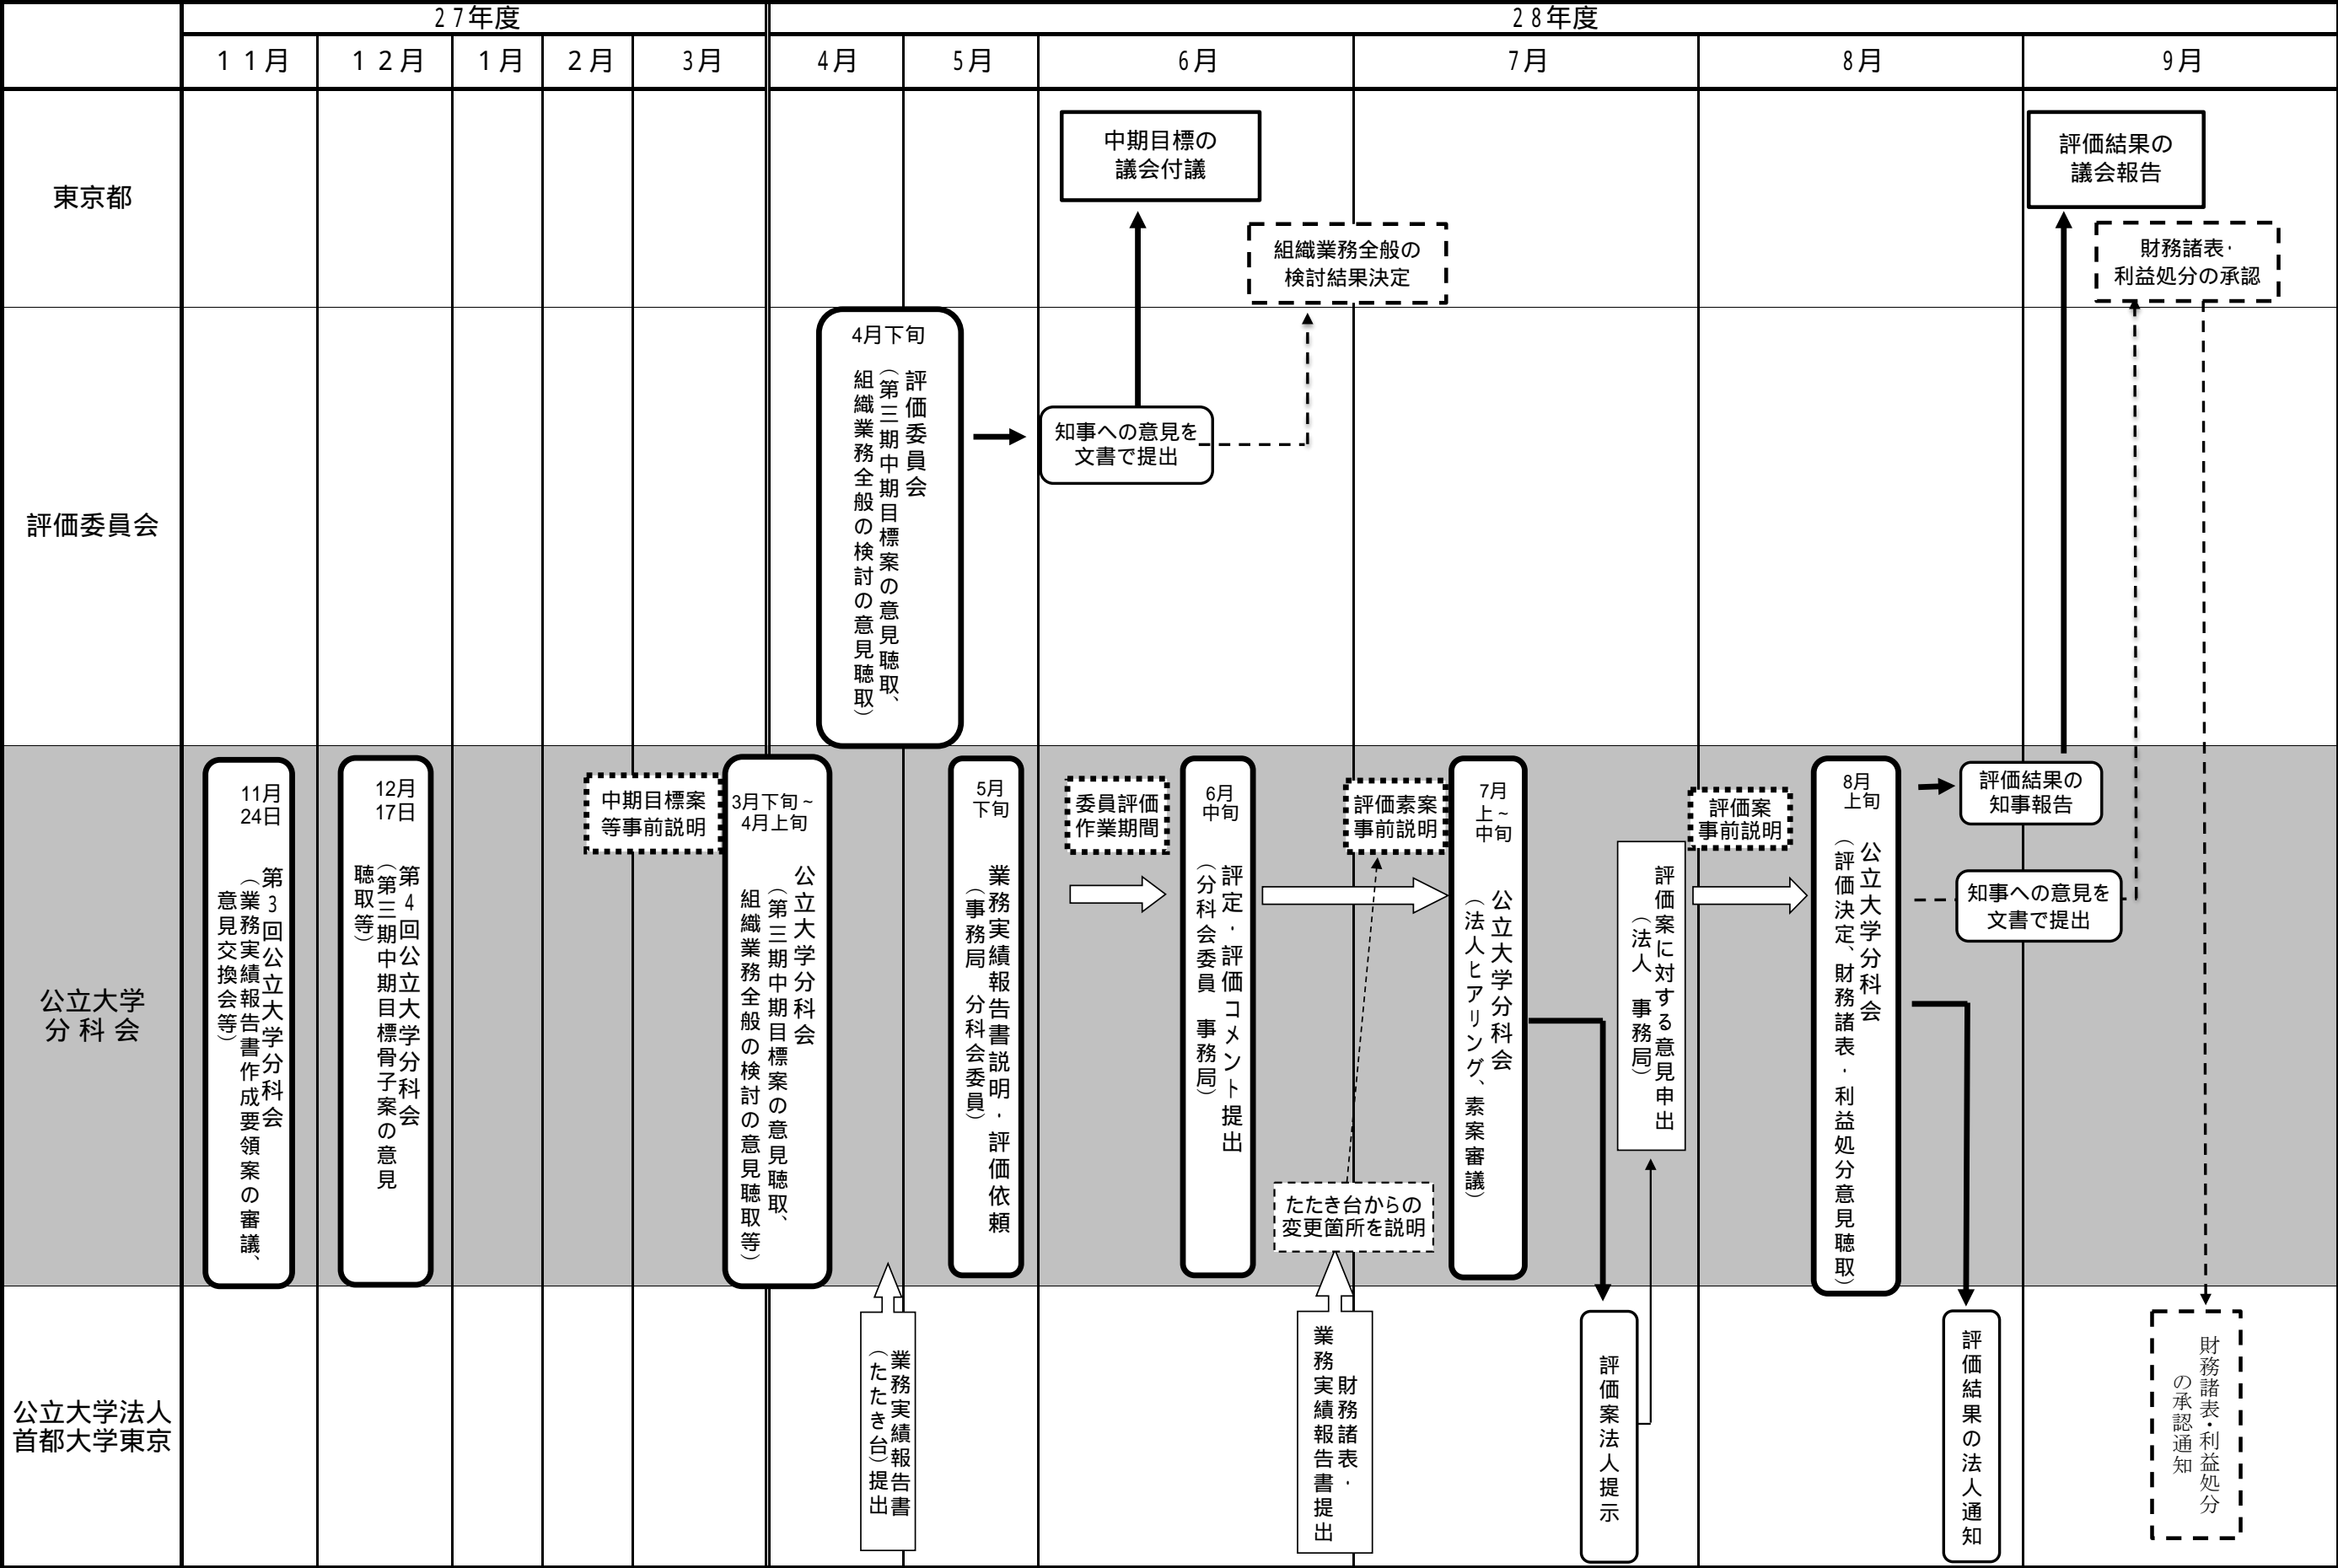 27年度
28年度
11月
12月
1月
2月
3月
4月
5月
6月
7月
8月
9月
東京都
中期目標の
議会付議
組織業務全般の
検討結果決定
評価結果の
議会報告
財務諸表・
利益処分の承認
評価委員会
4月下旬
評価委員会
（第三期中期目標案の意見聴取、
組織業務全般の検討の意見聴取）
知事への意見を
文書で提出
公立大学
分科会
11月
24日
第3回公立大学分科会
（業務実績報告書作成要領案の審議、
意見交換会等）
12月
17日
第4回公立大学分科会
（第三期中期目標骨子案の意見
聴取等）
中期目標案
等事前説明
3月下旬~
4月上旬
公立大学分科会
（第三期中期目標案の意見聴取、
組織業務全般の検討の意見聴取等）
5月
下旬
業務実績報告書説明・評価依頼
（事務局 分科会委員）
委員評価
作業期間
6月
中旬
評定・評価コメント提出
（分科会委員 事務局）
評価素案
事前説明
たたき台からの
変更箇所を説明
7月
上~
中旬
公立大学分科会
（法人ヒアリング、素案審議）
評価案に対する意見申出
（法人 事務局）
評価案
事前説明
8月
上旬
公立大学分科会
（評価決定、財務諸表・利益処分意見聴取）
評価結果の
知事報告
知事への意見を
文書で提出
公立大学法人
首都大学東京
業務実績報告書
（たたき台）提出
財務諸表・
業務実績報告書提出
評価案法人提示
評価結果の法人通知
財務諸表・利益処分
の承認通知